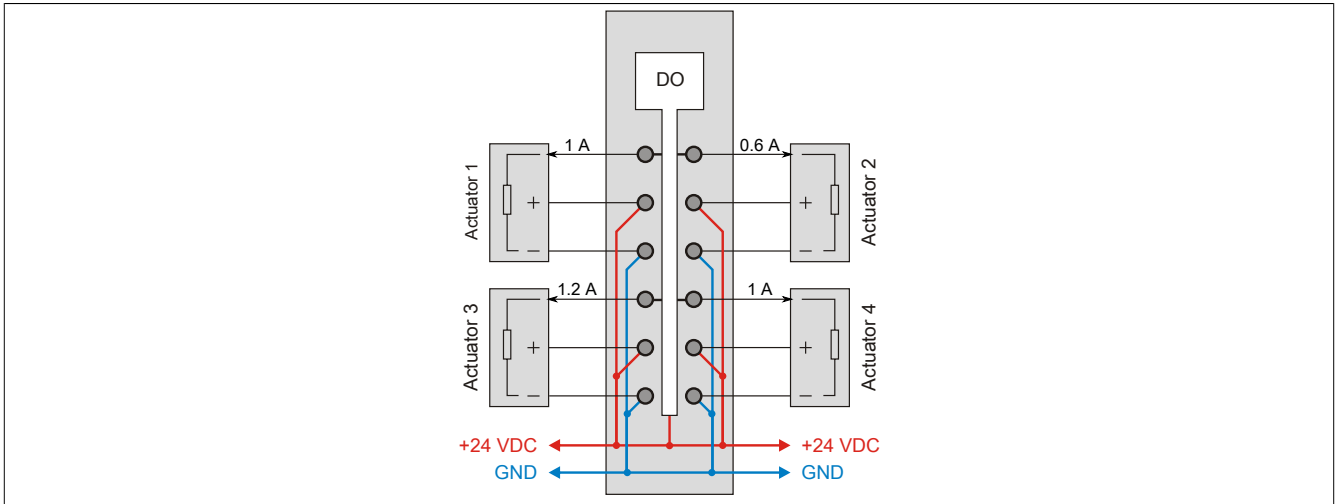 DO
1 A
0.6 A
Actuator 1
+
−
Actuator 2
+
−
1.2 A
1 A
Actuator 3
+
−
Actuator 4
+
−
+24 VDC
+24 VDC
GND
GND